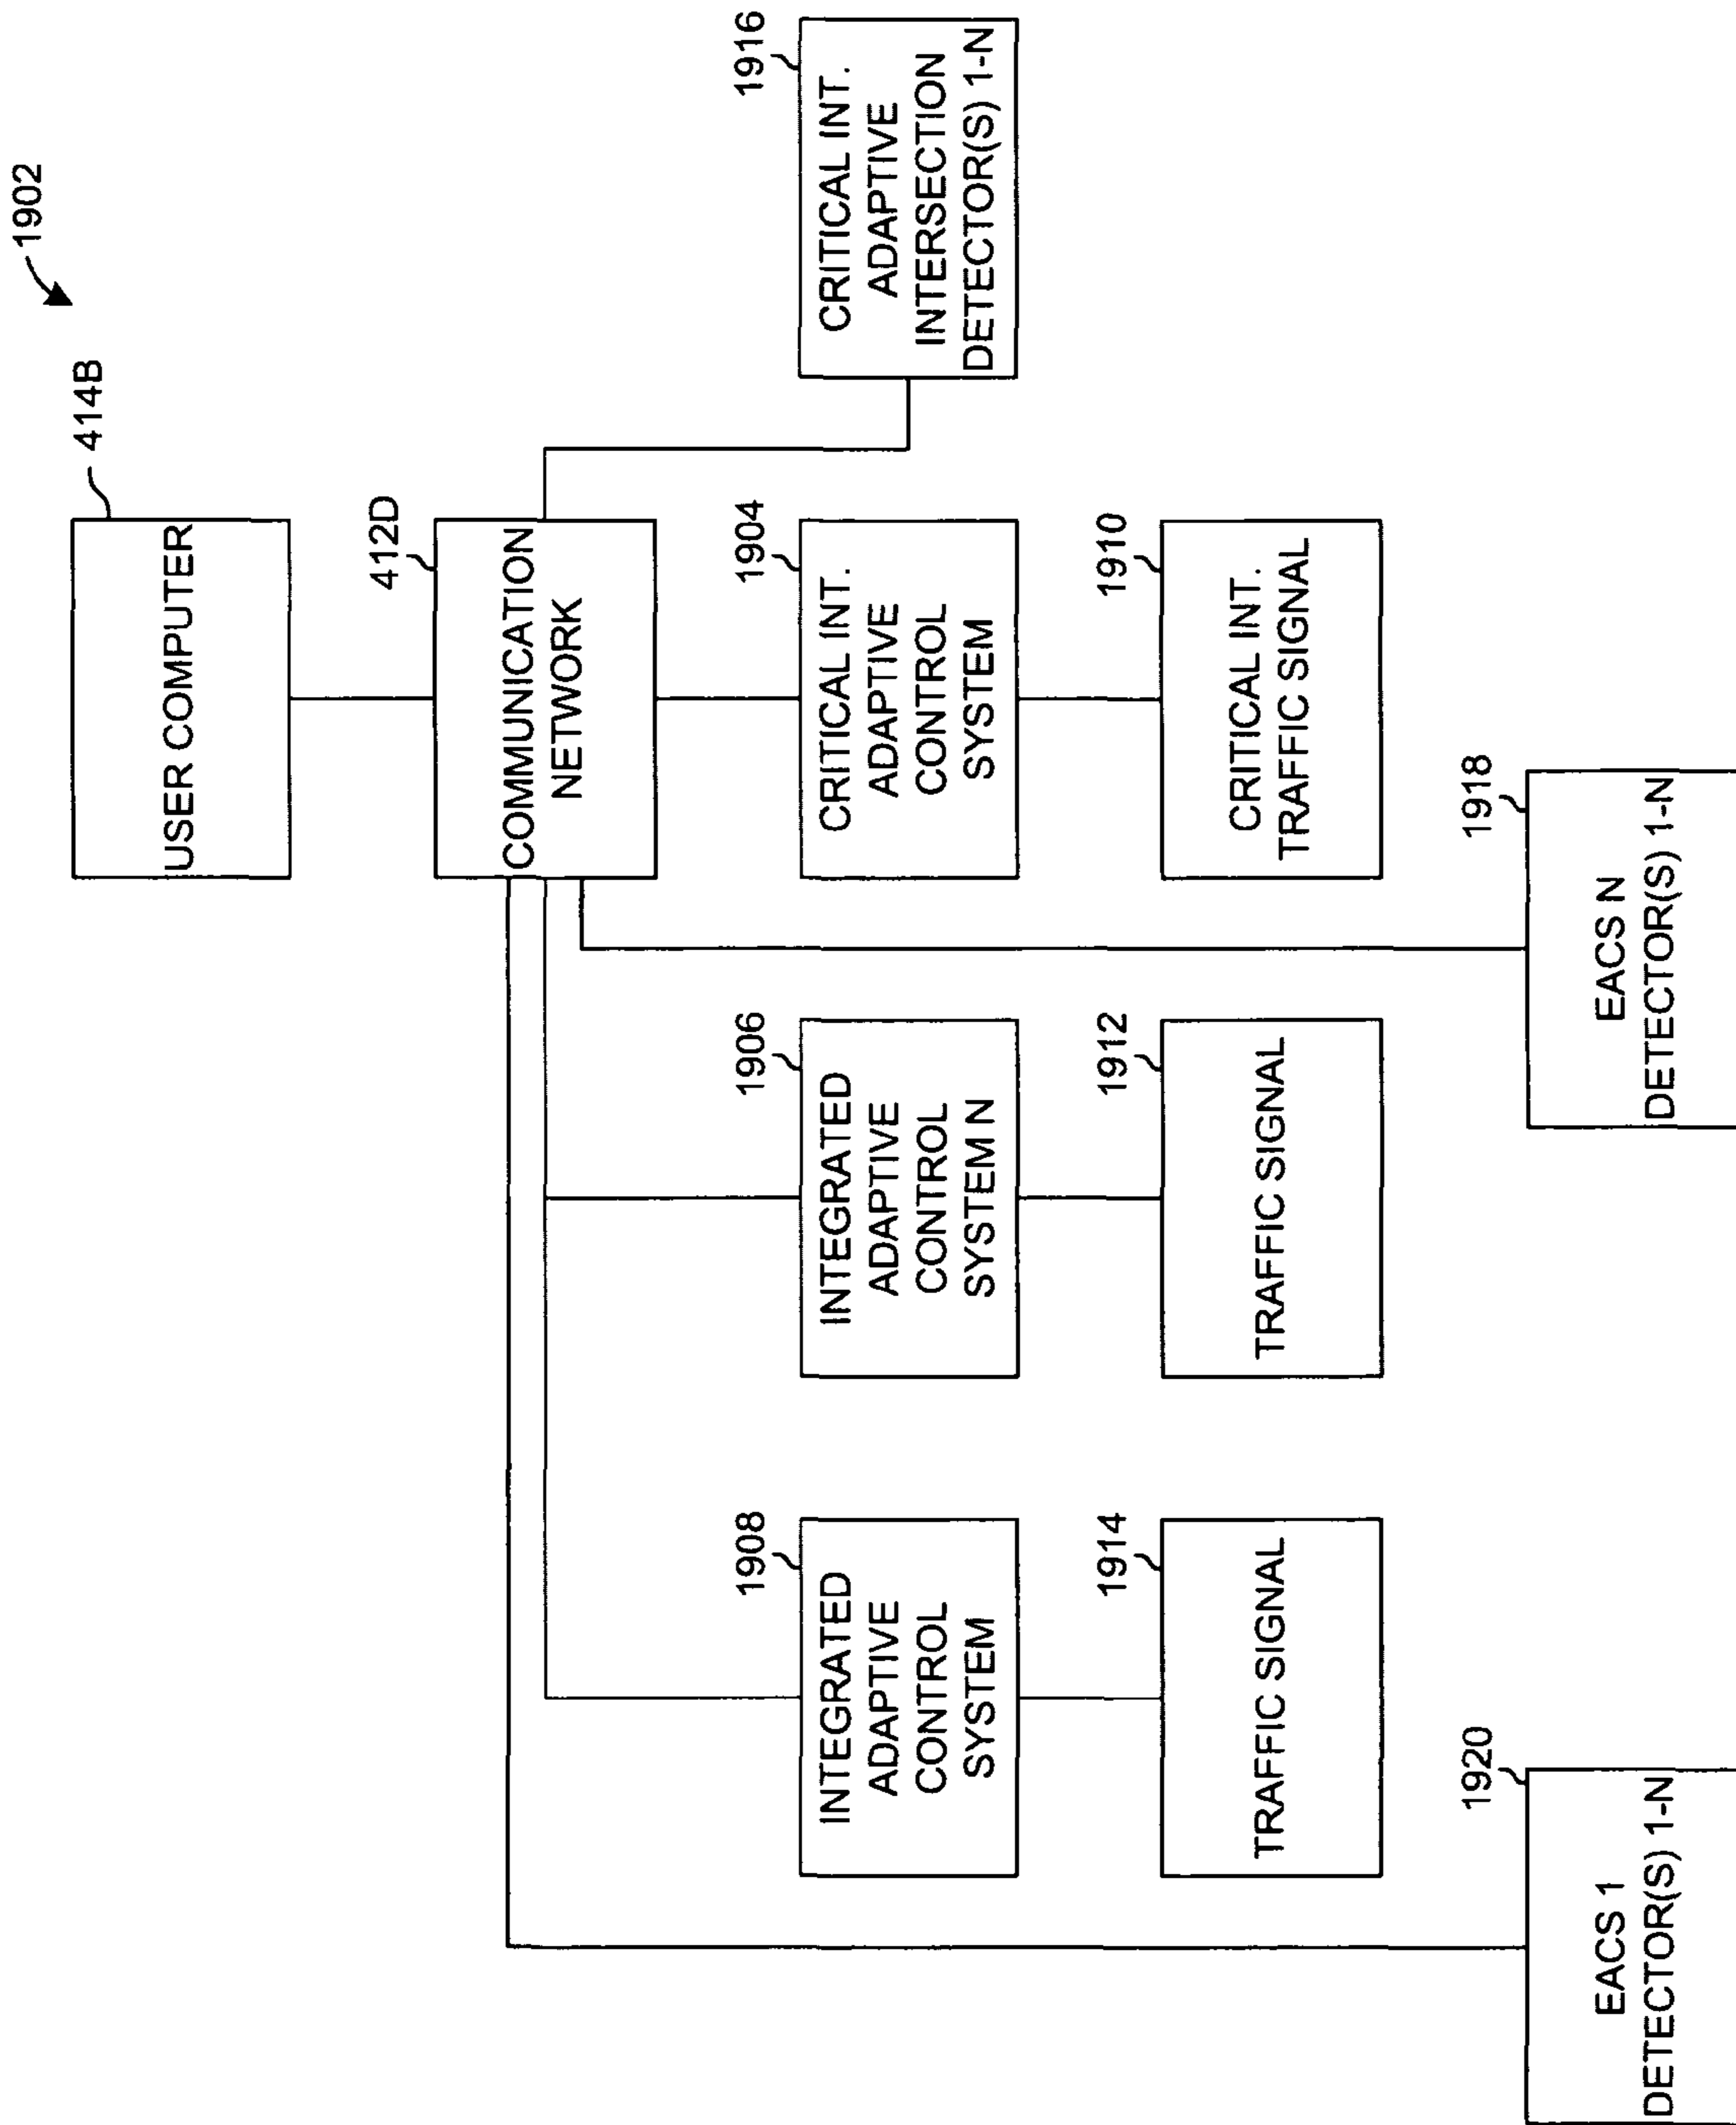 1902
414B
USER COMPUTER
412D
COMMUNICATION
NETWORK
1908
INTEGRATED
ADAPTIVE
CONTROL
SYSTEM
1906
INTEGRATED
ADAPTIVE
CONTROL
SYSTEM N
1904
CRITICAL INT.
ADAPTIVE
CONTROL
SYSTEM
1916
CRITICAL INT.
ADAPTIVE
INTERSECTION
DETECTOR(S) 1-N
1914
TRAFFIC SIGNAL
1912
TRAFFIC SIGNAL
1910
CRITICAL INT.
TRAFFIC SIGNAL
1920
EACS 1
DETECTOR(S) 1-N
1918
EACS N
DETECTOR(S) 1-N